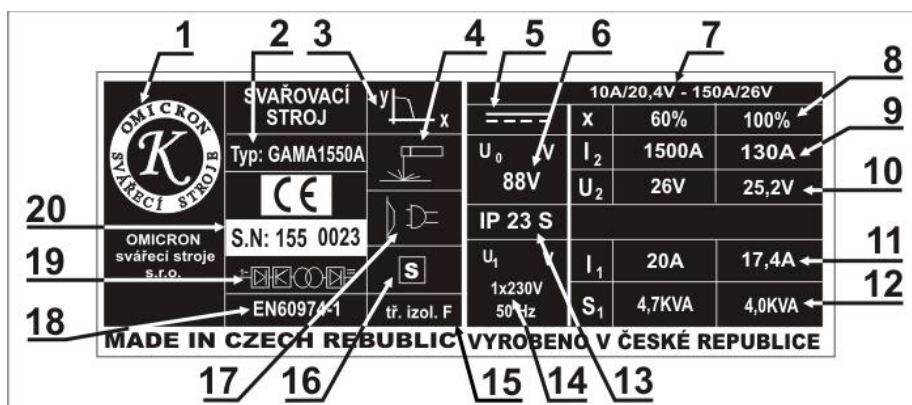 1
2
3
4
5
6
7
8
9
10
11
12
13
14
15
16
17
18
19
20
OMICRON
SVÁŘECÍ STROJE
K
OMICRON
svářecí stroje
s.r.o.
SVAŘOVACÍ
STROJ
Typ: GAMA1550A
CE
S.N: 155 0023
EN60974-1
y
x
S
tř. izol. F
10A/20,4V - 150A/26V
U0 V
88V
IP 23 S
U1 V
1x230V
50 Hz
X 60% 100%
I2 1500A 130A
U2 26V 25,2V
I1 20A 17,4A
S1 4,7KVA 4,0KVA
MADE IN CZECH REBUBLIC VYROBENO V ČESKÉ REPUBLICE